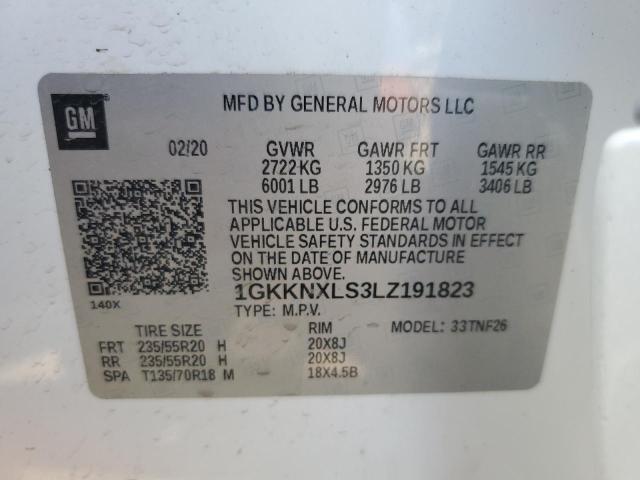 GM
MFD BY GENERAL MOTORS LLC
02/20 GVWR GAWR FRT GAWR RR
2722 KG 1350 KG 1545 KG
6001 LB 2976 LB 3406 LB
THIS VEHICLE CONFORMS TO ALL
APPLICABLE U.S. FEDERAL MOTOR
VEHICLE SAFETY STANDARDS IN EFFECT
ON THE DATE OF MANUFACTURE
SHOWN ABOVE.
140X
1GKKNXLS3LZ191823
TYPE: M.P.V.
TIRE SIZE RIM MODEL: 33TNF26
FRT 235/55R20 H 20X8J
RR 235/55R20 H 20X8J
SPA T135/70R18 M 18X4.5B